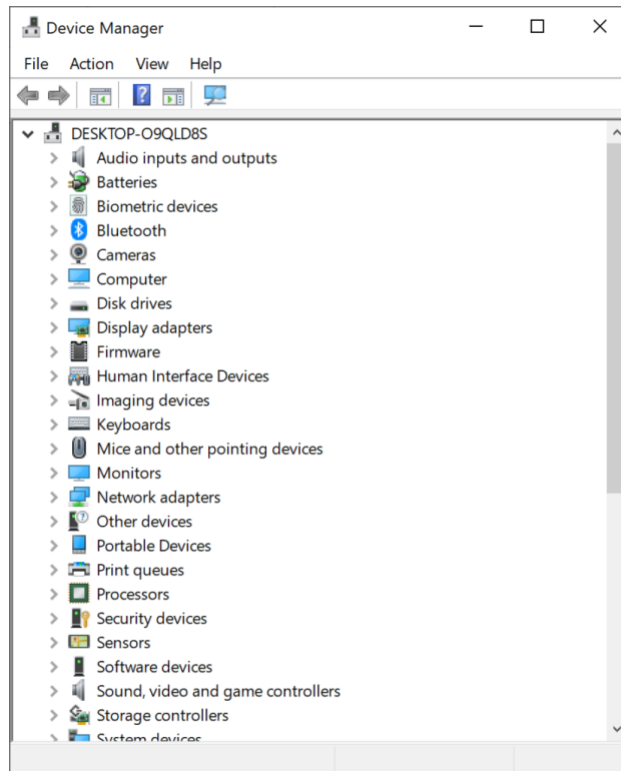 Device Manager
File Action View Help
DESKTOP-O9QLD8S
Audio inputs and outputs
Batteries
Biometric devices
Bluetooth
Cameras
Computer
Disk drives
Display adapters
Firmware
Human Interface Devices
Imaging devices
Keyboards
Mice and other pointing devices
Monitors
Network adapters
Other devices
Portable Devices
Print queues
Processors
Security devices
Sensors
Software devices
Sound, video and game controllers
Storage controllers
System devices